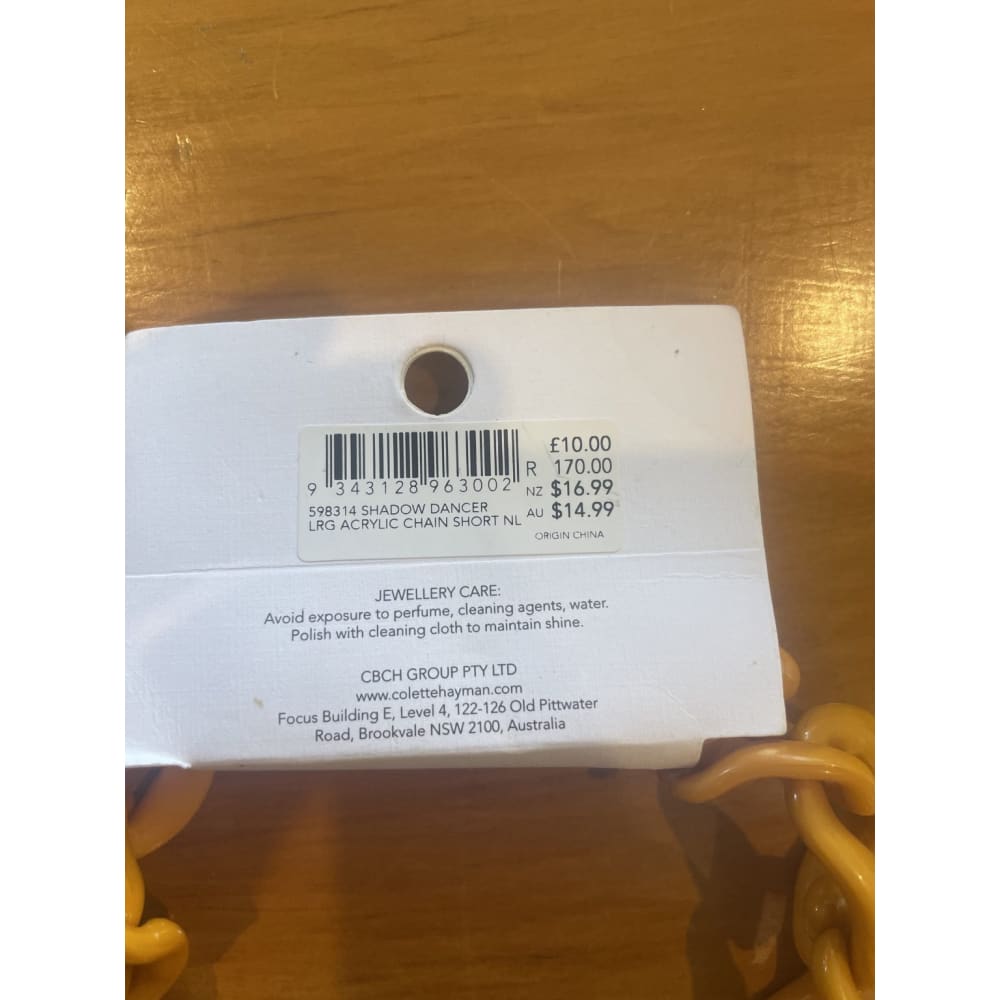 £10.00
R 170.00
9 343128 963002
NZ $16.99
598314 SHADOW DANCER
AU $14.99
LRG ACRYLIC CHAIN SHORT NL
ORIGIN CHINA
JEWELLERY CARE:
Avoid exposure to perfume, cleaning agents, water.
Polish with cleaning cloth to maintain shine.
CBCH GROUP PTY LTD
www.colettehayman.com
Focus Building E, Level 4, 122-126 Old Pittwater
Road, Brookvale NSW 2100, Australia